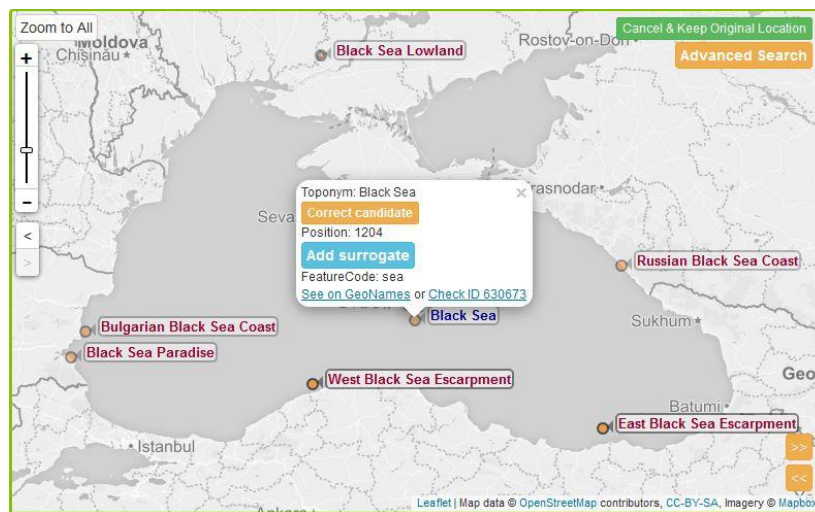 Zoom to All
Cancel & Keep Original Location
Advanced Search
Moldova
Chișinău
Black Sea Lowland
Rostov-on-Don
+
−
<
>
Toponym: Black Sea
×
Correct candidate
Position: 1204
Add surrogate
FeatureCode: sea
See on GeoNames or Check ID 630673
Seva
rasnodar
Russian Black Sea Coast
Sukhum
Bulgarian Black Sea Coast
Black Sea
Black Sea Paradise
West Black Sea Escarpment
Geo
Batumi
East Black Sea Escarpment
Istanbul
>>
<<
Leaflet | Map data © OpenStreetMap contributors, CC-BY-SA, Imagery © Mapbox